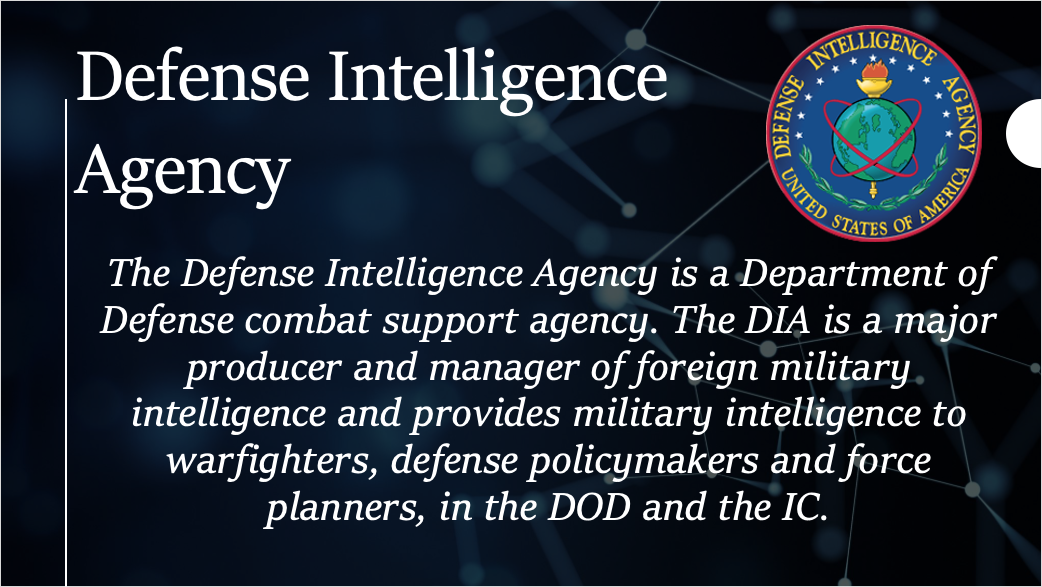 Defense Intelligence
Agency
DEFENSE INTELLIGENCE AGENCY
UNITED STATES OF AMERICA
The Defense Intelligence Agency is a Department of
Defense combat support agency. The DIA is a major
producer and manager of foreign military
intelligence and provides military intelligence to
warfighters, defense policymakers and force
planners, in the DOD and the IC.